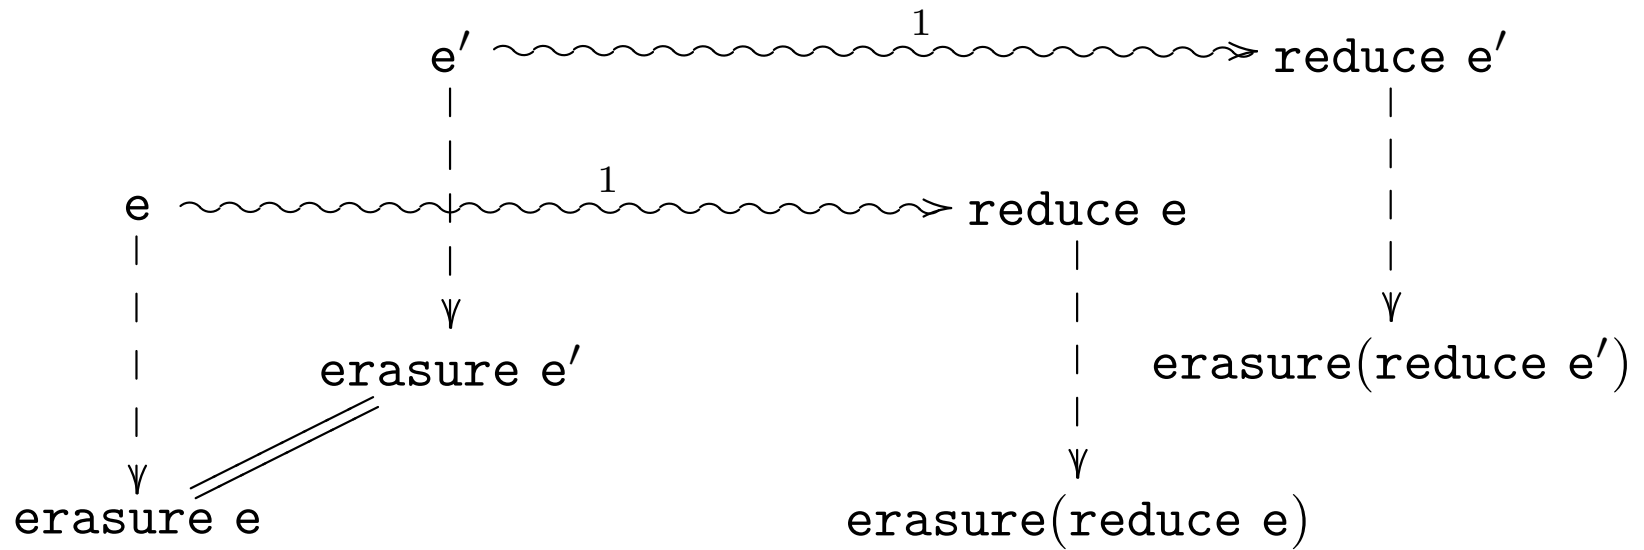 1
e′ reduce e′
1
e reduce e
erasure e′ erasure(reduce e′)
erasure e erasure(reduce e)